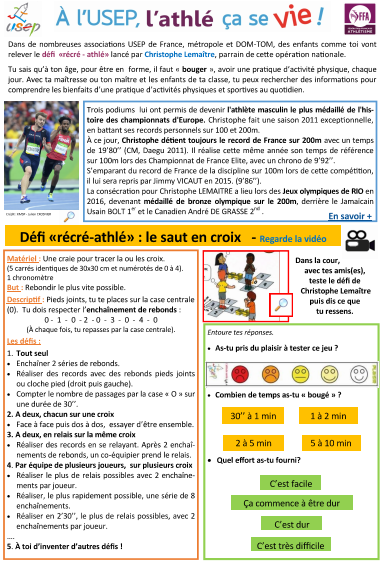 usep
À l'USEP, l'athlé ça se vie !
FFA
ATHLÉTISME
Dans de nombreuses associations USEP de France, métropole et DOM-TOM, des enfants comme toi vont
relever le défi «récré - athlé» lancé par Christophe Lemaître, parrain de cette opération nationale.
Tu sais qu'à ton âge, pour être en forme, il faut « bouger », avoir une pratique d'activité physique, chaque
jour. Avec ta maîtresse ou ton maître et les enfants de ta classe, tu peux rechercher des informations pour
comprendre les bienfaits d'une pratique d'activités physiques et sportives au quotidien.
Trois podiums lui ont permis de devenir l'athlète masculin le plus médaillé de l'his-
toire des championnats d'Europe. Christophe fait une saison 2011 exceptionnelle,
en battant ses records personnels sur 100 et 200m.
À ce jour, Christophe détient toujours le record de France sur 200m avec un temps
de 19'80'' (CM, Daegu 2011). Il réalise cette même année son temps de référence
sur 100m lors des Championnat de France Elite, avec un chrono de 9'92''.
S'emparant du record de France de la discipline sur 100m lors de cette compétition,
il lui sera repris par Jimmy VICAUT en 2015. (9'86'').
La consécration pour Christophe LEMAITRE a lieu lors des Jeux olympiques de RIO en
2016, devenant médaillé de bronze olympique sur le 200m, derrière le Jamaicain
Usain BOLT 1er et le Canadien André DE GRASSE 2nd .
En savoir +
Défi «récré-athlé» : le saut en croix - Regarde la vidéo
Matériel : Une craie pour tracer la ou les croix.
(5 carrés identiques de 30x30 cm et numérotés de 0 à 4).
1 chronomètre
But : Rebondir le plus vite possible.
Descriptif : Pieds joints, tu te places sur la case centrale
(0). Tu dois respecter l'enchaînement de rebonds :
0 - 1 - 0 -2 -0 - 3 - 0 - 4 - 0
(À chaque fois, tu repasses par la case centrale).
Les défis :
1. Tout seul
• Enchaîner 2 séries de rebonds.
• Réaliser des records avec des rebonds pieds joints
ou cloche pied (droit puis gauche).
• Compter le nombre de passages par la case « O » sur
une durée de 30''.
2. A deux, chacun sur une croix
• Face à face puis dos à dos, essayer d'être ensemble.
3. A deux, en relais sur la même croix
• Réaliser des records en se relayant. Après 2 enchaî-
nements de rebonds, un co-équipier prend le relais.
4. Par équipe de plusieurs joueurs, sur plusieurs croix
• Réaliser le plus de relais possibles avec 2 enchaîne-
ments par joueur.
• Réaliser, le plus rapidement possible, une série de 8
enchaînements.
• Réaliser en 2'30'', le plus de relais possibles, avec 2
enchaînements par joueur.
....
5. À toi d'inventer d'autres défis !
Dans la cour,
avec tes amis(es),
teste le défi de
Christophe Lemaître
puis dis ce que
tu ressens.
Entoure tes réponses.
• As-tu pris du plaisir à tester ce jeu ?
• Combien de temps as-tu « bougé » ?
30'' à 1 min
1 à 2 min
2 à 5 min
5 à 10 min
• Quel effort as-tu fourni?
C'est facile
Ça commence à être dur
C'est dur
C'est très difficile